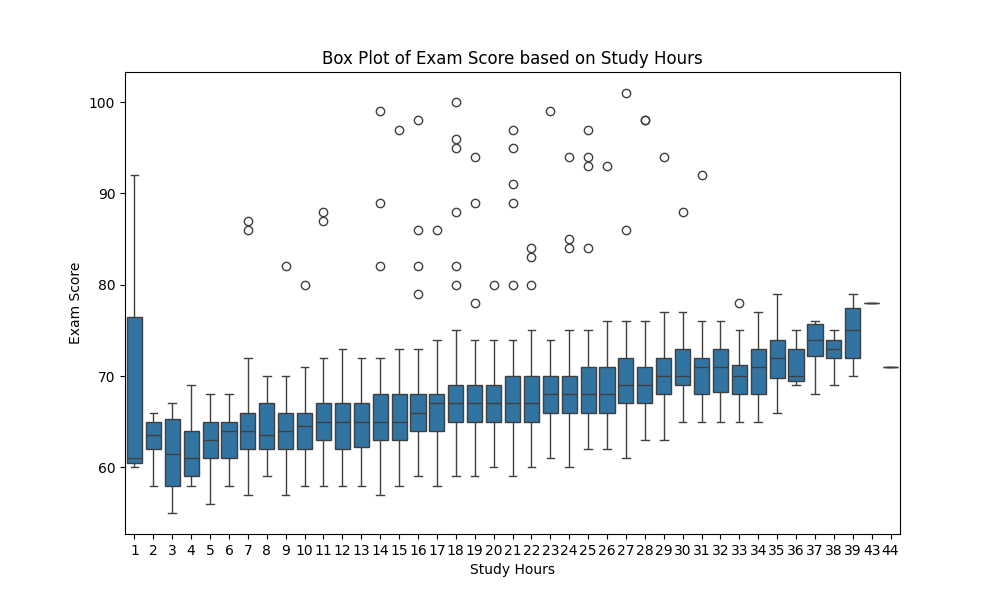 Box Plot of Exam Score based on Study Hours
Exam Score
100
90
80
70
60
1 2 3 4 5 6 7 8 9 10 11 12 13 14 15 16 17 18 19 20 21 22 23 24 25 26 27 28 29 30 31 32 33 34 35 36 37 38 39 43 44
Study Hours